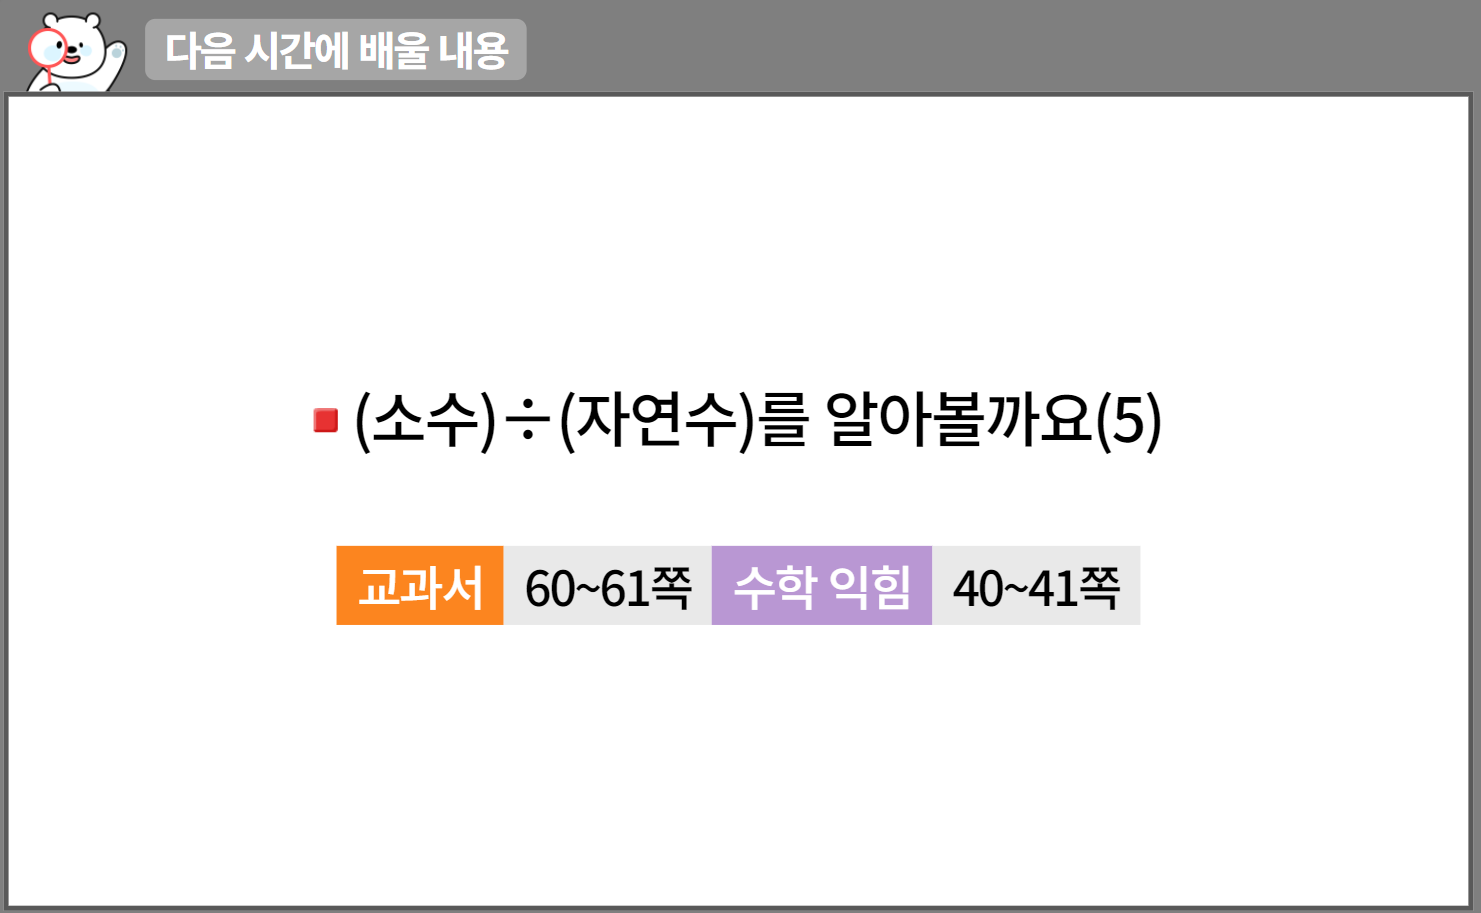 다음 시간에 배울 내용
(소수)÷(자연수)를 알아볼까요(5)
교과서 60~61쪽 수학 익힘 40~41쪽